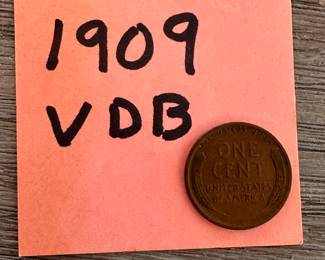 1909
VDB
ONE
CENT
UNITED STATES
OF AMERICA